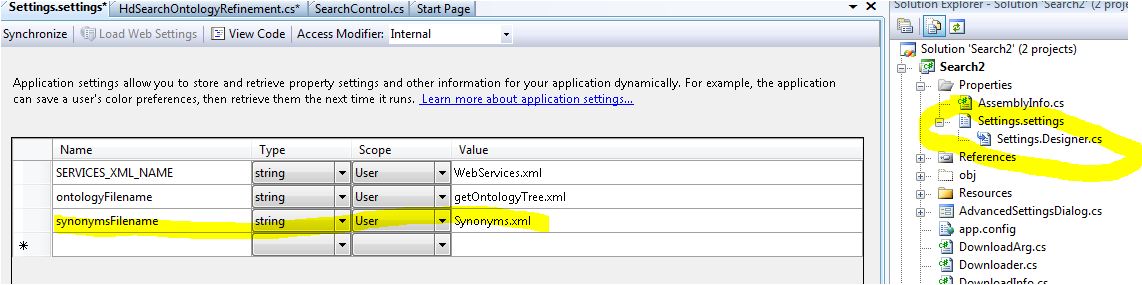 Settings.settings* HdSearchOntologyRefinement.cs* SearchControl.cs Start Page
Synchronize Load Web Settings View Code Access Modifier: Internal
Application settings allow you to store and retrieve property settings and other information for your application dynamically. For example, the application
can save a user's color preferences, then retrieve them the next time it runs. Learn more about application settings...
Name Type Scope Value
SERVICES_XML_NAME string User WebServices.xml
ontologyFilename string User getOntologyTree.xml
synonymsFilename string User Synonyms.xml
Solution Explorer - Solution 'Search2' (2 proj
Solution 'Search2' (2 projects)
Search2
Properties
AssemblyInfo.cs
Settings.settings
Settings.Designer.cs
References
obj
Resources
AdvancedSettingsDialog.cs
app.config
DownloadArg.cs
Downloader.cs
DownloadInfo.cs